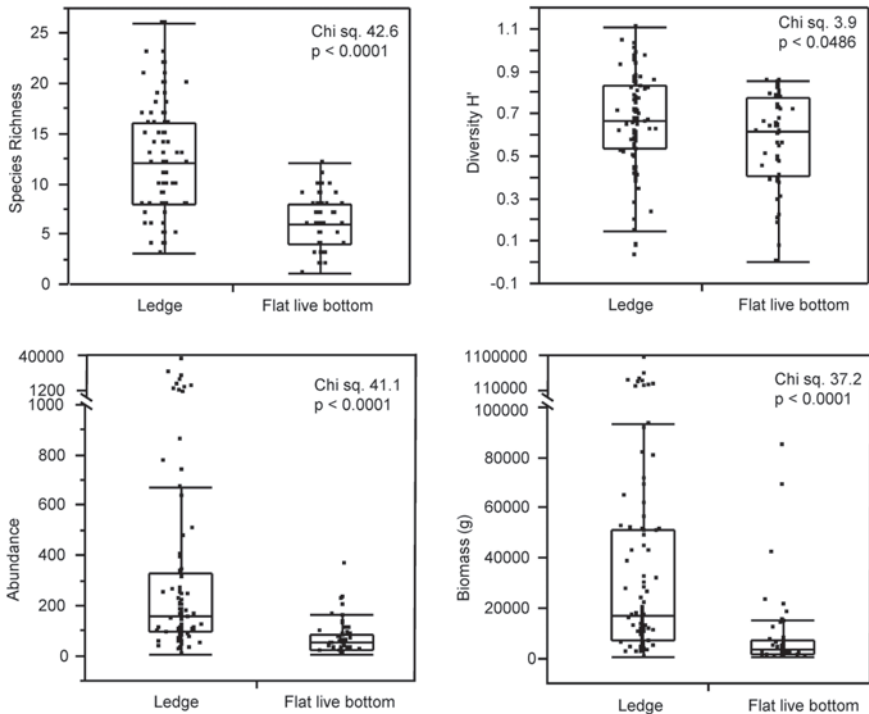 Chi sq. 42.6
p < 0.0001
Species Richness
25
20
15
10
5
0
Ledge
Flat live bottom
Chi sq. 3.9
p < 0.0486
Diversity H'
1.1
0.9
0.7
0.5
0.3
0.1
-0.1
Ledge
Flat live bottom
Chi sq. 41.1
p < 0.0001
Abundance
40000
1200
1000
800
600
400
200
0
Ledge
Flat live bottom
Chi sq. 37.2
p < 0.0001
Biomass (g)
1100000
110000
100000
80000
60000
40000
20000
0
Ledge
Flat live bottom